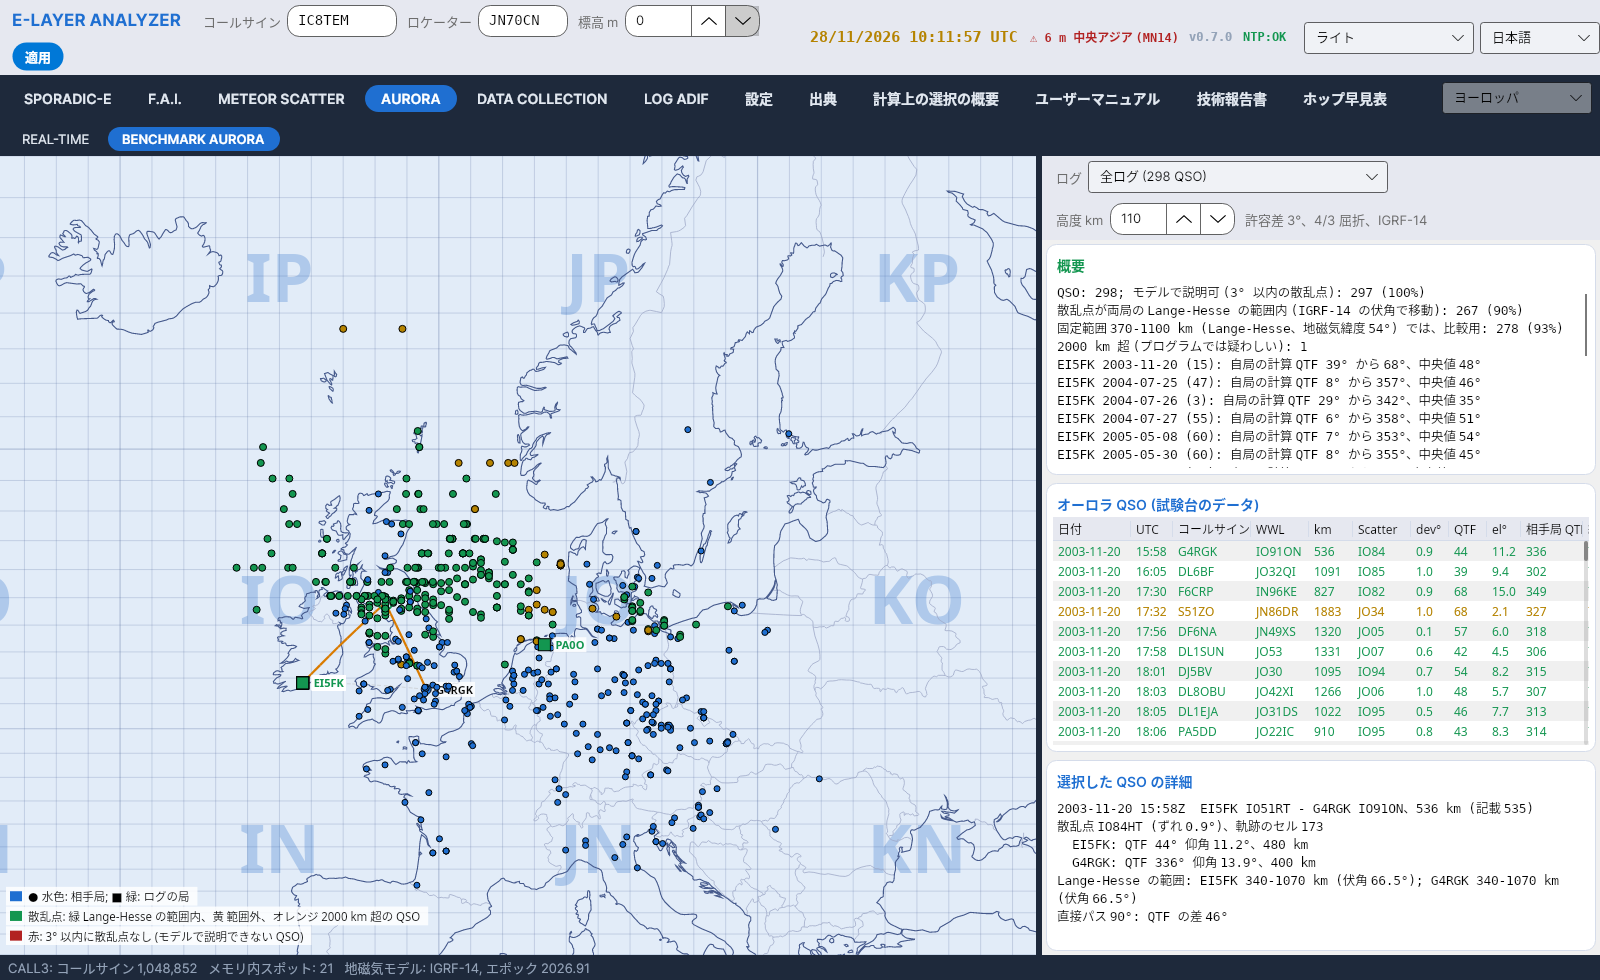 E-LAYER ANALYZER コールサイン IC8TEM ロケーター JN70CN 標高 m 0
28/11/2026 10:11:57 UTC ⚠ 6 m 中央アジア (MN14) v0.7.0 NTP:OK ライト 日本語
適用
SPORADIC-E F.A.I. METEOR SCATTER AURORA DATA COLLECTION LOG ADIF 設定 出典 計算上の選択の概要 ユーザーマニュアル 技術報告書 ホップ早見表 ヨーロッパ
REAL-TIME BENCHMARK AURORA
IP JP KP
IO JO KO
IN JN KN
EI5FK
PA0O
G4RGK
● 水色: 相手局; ■ 緑: ログの局
散乱点: 緑 Lange-Hesse の範囲内、黄 範囲外、オレンジ 2000 km 超の QSO
赤: 3° 以内に散乱点なし (モデルで説明できない QSO)
ログ 全ログ (298 QSO)
高度 km 110 許容差 3°、4/3 屈折、IGRF-14
概要
QSO: 298; モデルで説明可 (3° 以内の散乱点): 297 (100%)
散乱点が両局の Lange-Hesse の範囲内 (IGRF-14 の伏角で移動): 267 (90%)
固定範囲 370-1100 km (Lange-Hesse、地磁気緯度 54°) では、比較用: 278 (93%)
2000 km 超 (プログラムでは疑わしい): 1
EI5FK 2003-11-20 (15): 自局の計算 QTF 39° から 68°、中央値 48°
EI5FK 2004-07-25 (47): 自局の計算 QTF 8° から 357°、中央値 46°
EI5FK 2004-07-26 (3): 自局の計算 QTF 29° から 342°、中央値 35°
EI5FK 2004-07-27 (55): 自局の計算 QTF 6° から 358°、中央値 51°
EI5FK 2005-05-08 (60): 自局の計算 QTF 7° から 353°、中央値 54°
EI5FK 2005-05-30 (60): 自局の計算 QTF 8° から 355°、中央値 45°
オーロラ QSO (試験台のデータ)
日付 UTC コールサイン WWL km Scatter dev° QTF el° 相手局 QTI
2003-11-20 15:58 G4RGK IO91ON 536 IO84 0.9 44 11.2 336
2003-11-20 16:05 DL6BF JO32QI 1091 IO85 1.0 39 9.4 302
2003-11-20 17:30 F6CRP IN96KE 827 IO82 0.9 68 15.0 349
2003-11-20 17:32 S51ZO JN86DR 1883 JO34 1.0 68 2.1 327
2003-11-20 17:56 DF6NA JN49XS 1320 JO05 0.1 57 6.0 318
2003-11-20 17:58 DL1SUN JO53 1331 JO07 0.6 42 4.5 306
2003-11-20 18:01 DJ5BV JO30 1095 IO94 0.7 54 8.2 315
2003-11-20 18:03 DL8OBU JO42XI 1266 JO06 1.0 48 5.7 307
2003-11-20 18:05 DL1EJA JO31DS 1022 IO95 0.5 46 7.7 313
2003-11-20 18:06 PA5DD JO22IC 910 IO95 0.8 43 8.3 314
選択した QSO の詳細
2003-11-20 15:58Z EI5FK IO51RT - G4RGK IO91ON、536 km (記載 535)
散乱点 IO84HT (ずれ 0.9°)、軌跡のセル 173
EI5FK: QTF 44° 仰角 11.2°、480 km
G4RGK: QTF 336° 仰角 13.9°、400 km
Lange-Hesse の範囲: EI5FK 340-1070 km (伏角 66.5°); G4RGK 340-1070 km
(伏角 66.5°)
直接パス 90°: QTF の差 46°
CALL3: コールサイン 1,048,852 メモリ内スポット: 21 地磁気モデル: IGRF-14, エポック 2026.91